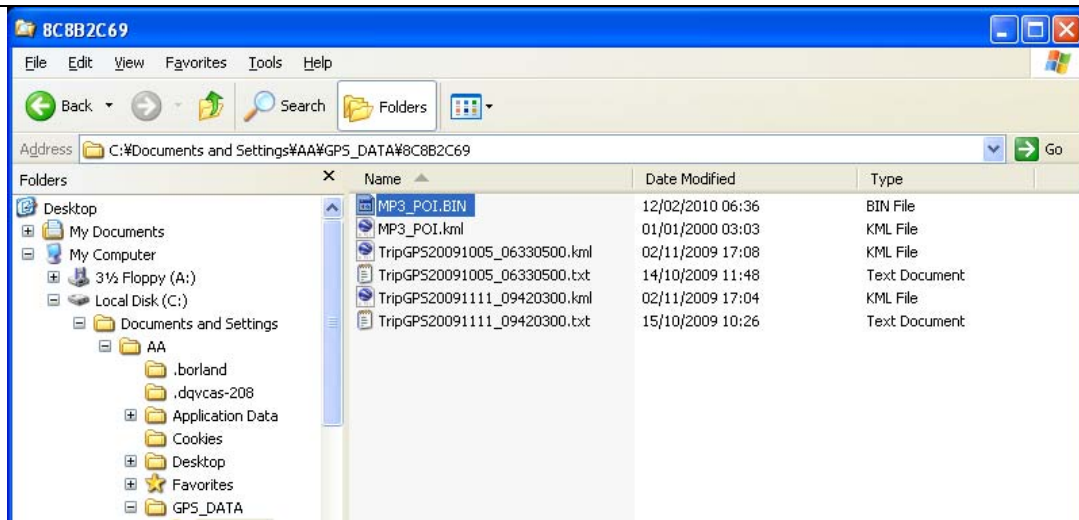 8C8B2C69
File Edit View Favorites Tools Help
Back Search Folders
Address C:¥Documents and Settings¥AA¥GPS_DATA¥8C8B2C69 Go
Folders Name Date Modified Type
Desktop MP3_POI.BIN 12/02/2010 06:36 BIN File
My Documents MP3_POI.kml 01/01/2000 03:03 KML File
My Computer TripGPS20091005_06330500.kml 02/11/2009 17:08 KML File
3½ Floppy (A:) TripGPS20091005_06330500.txt 14/10/2009 11:48 Text Document
Local Disk (C:) TripGPS20091111_09420300.kml 02/11/2009 17:04 KML File
Documents and Settings TripGPS20091111_09420300.txt 15/10/2009 10:26 Text Document
AA
.borland
.dqvcas-208
Application Data
Cookies
Desktop
Favorites
GPS_DATA